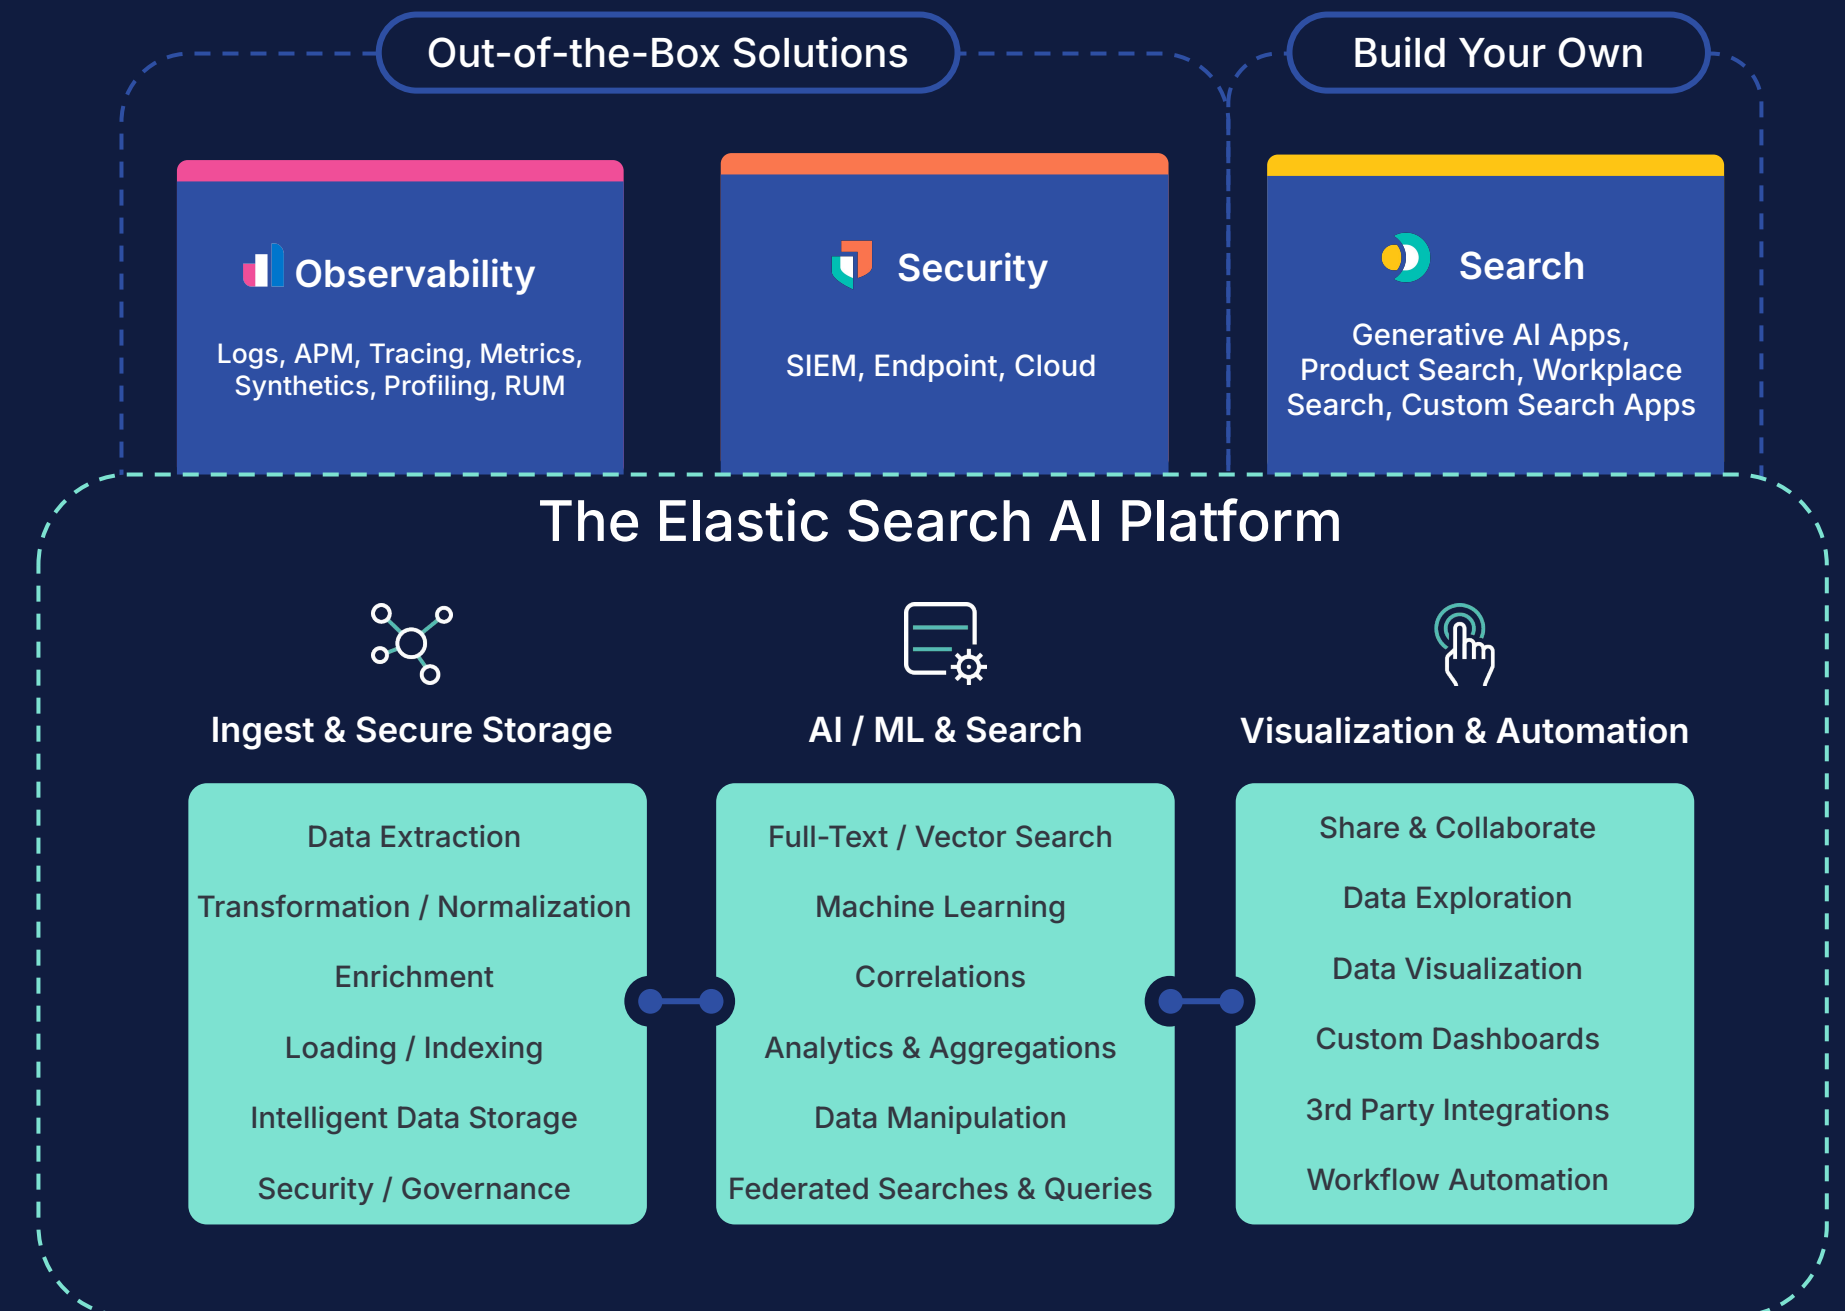 Out-of-the-Box Solutions
Build Your Own
Observability
Logs, APM, Tracing, Metrics,
Synthetics, Profiling, RUM
Security
SIEM, Endpoint, Cloud
Search
Generative AI Apps,
Product Search, Workplace
Search, Custom Search Apps
The Elastic Search AI Platform
Ingest & Secure Storage
Data Extraction
Transformation / Normalization
Enrichment
Loading / Indexing
Intelligent Data Storage
Security / Governance
AI / ML & Search
Full-Text / Vector Search
Machine Learning
Correlations
Analytics & Aggregations
Data Manipulation
Federated Searches & Queries
Visualization & Automation
Share & Collaborate
Data Exploration
Data Visualization
Custom Dashboards
3rd Party Integrations
Workflow Automation